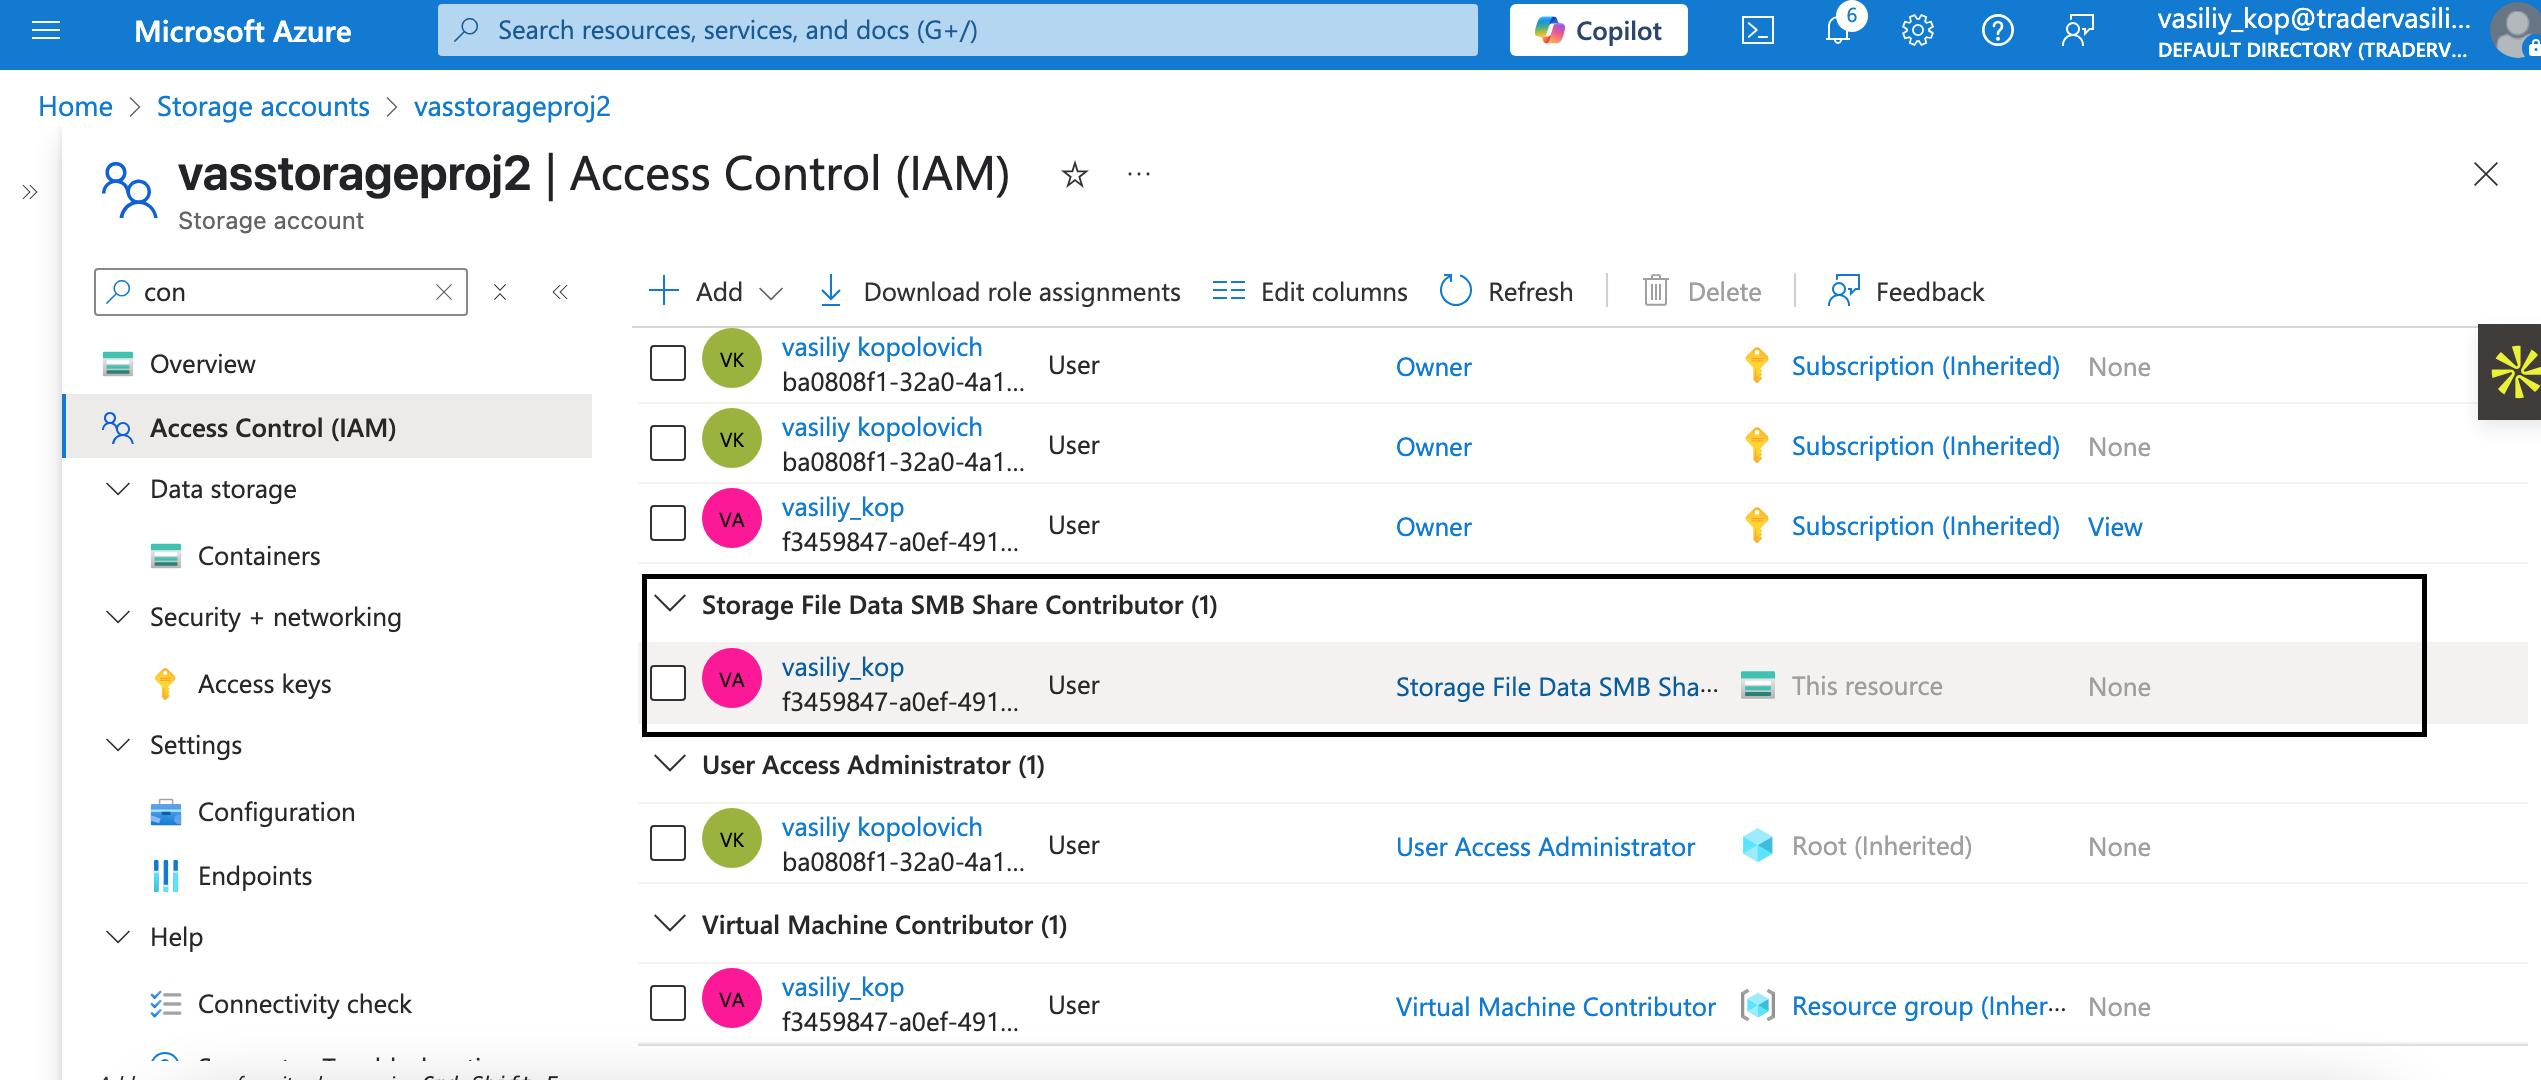 Microsoft Azure
Search resources, services, and docs (G+/)
Copilot
6
vasiliy_kop@tradervasili...
DEFAULT DIRECTORY (TRADERV...
Home > Storage accounts > vasstorageproj2
vasstorageproj2 | Access Control (IAM)
Storage account
con
Add
Download role assignments
Edit columns
Refresh
Delete
Feedback
Overview
Access Control (IAM)
Data storage
Containers
Security + networking
Access keys
Settings
Configuration
Endpoints
Help
Connectivity check
VK vasiliy kopolovich User Owner Subscription (Inherited) None
ba0808f1-32a0-4a1...
VK vasiliy kopolovich User Owner Subscription (Inherited) None
ba0808f1-32a0-4a1...
VA vasiliy_kop User Owner Subscription (Inherited) View
f3459847-a0ef-491...
Storage File Data SMB Share Contributor (1)
VA vasiliy_kop User Storage File Data SMB Sha... This resource None
f3459847-a0ef-491...
User Access Administrator (1)
VK vasiliy kopolovich User User Access Administrator Root (Inherited) None
ba0808f1-32a0-4a1...
Virtual Machine Contributor (1)
VA vasiliy_kop User Virtual Machine Contributor Resource group (Inher... None
f3459847-a0ef-491...